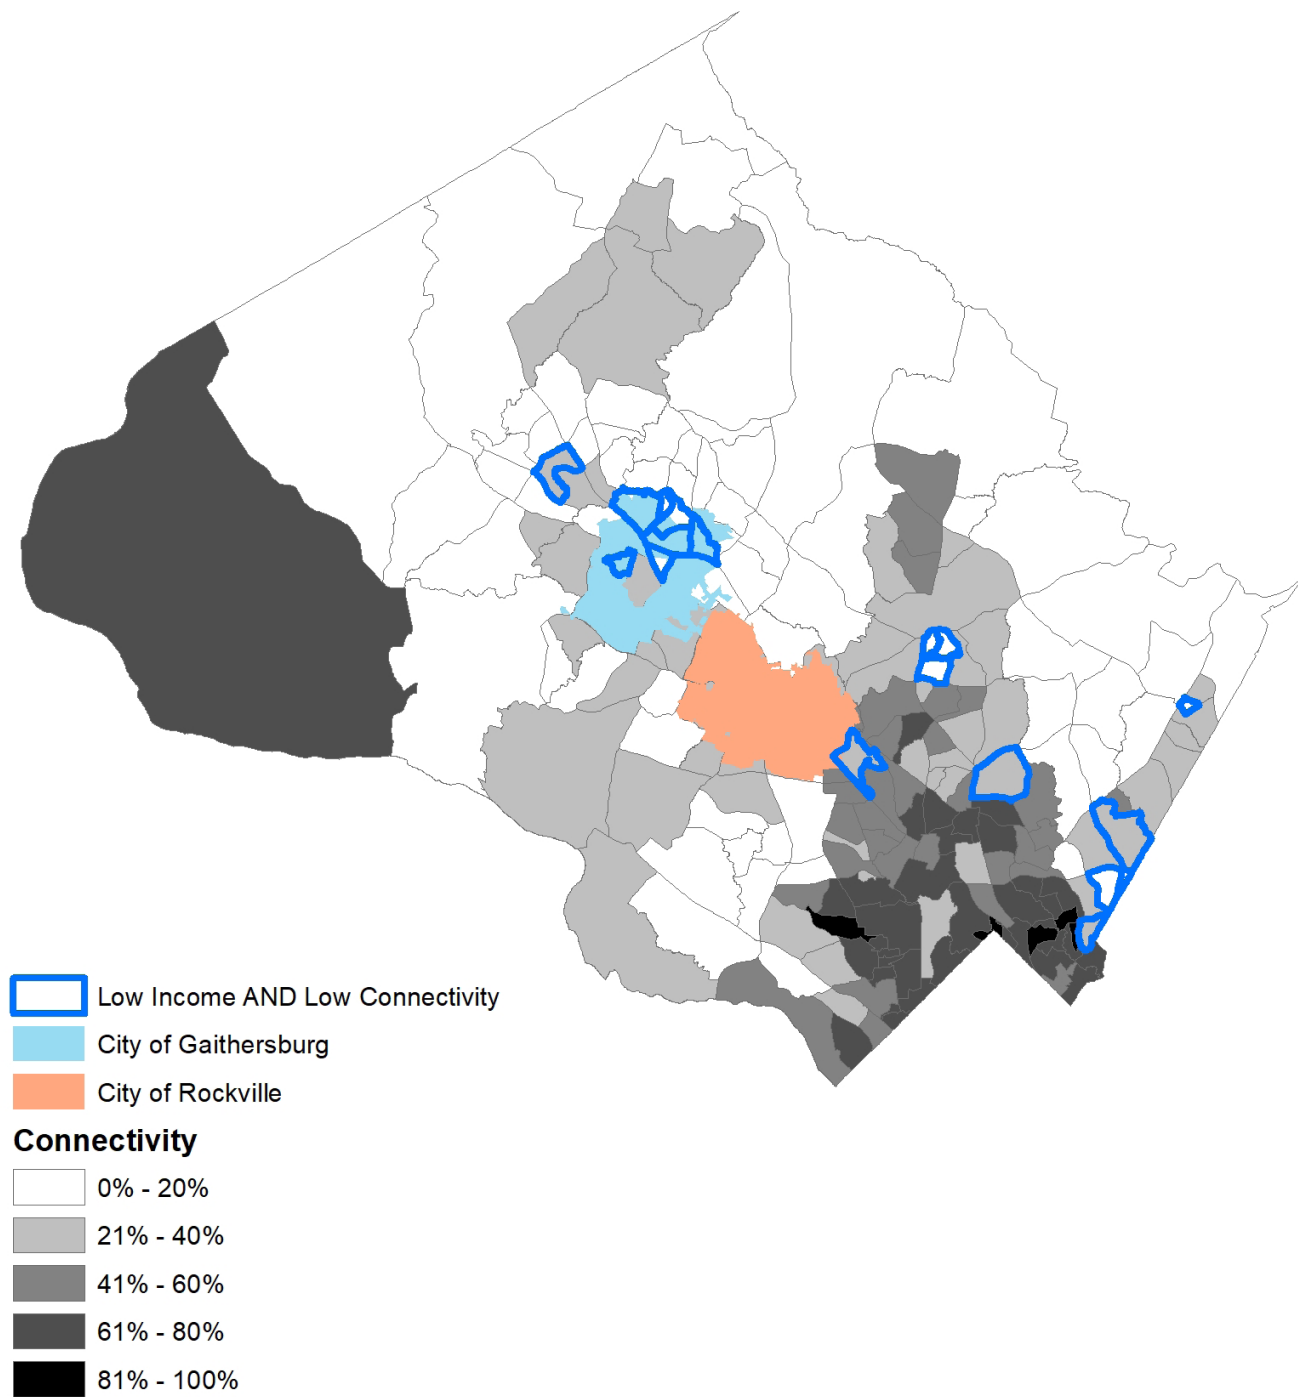 Low Income AND Low Connectivity
City of Gaithersburg
City of Rockville
Connectivity
0% - 20%
21% - 40%
41% - 60%
61% - 80%
81% - 100%